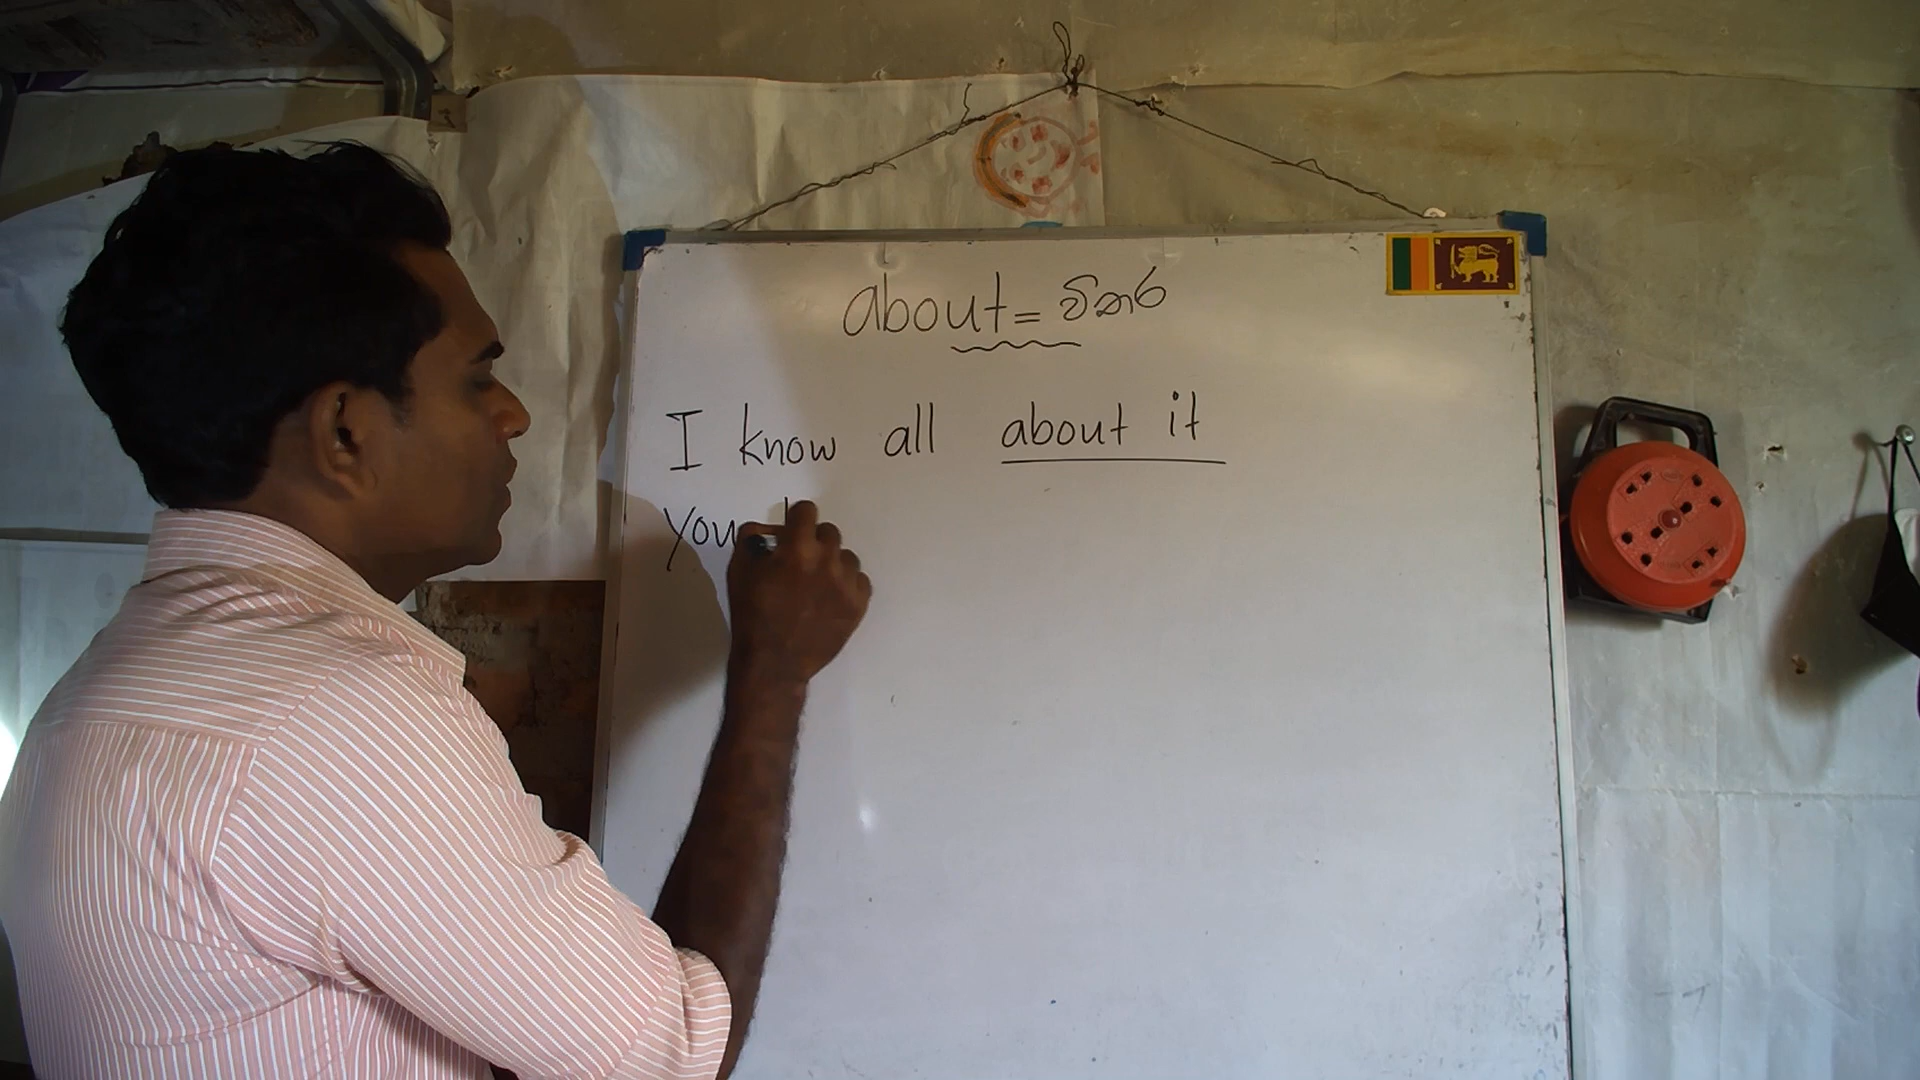 about = විතර
I know all about it
you